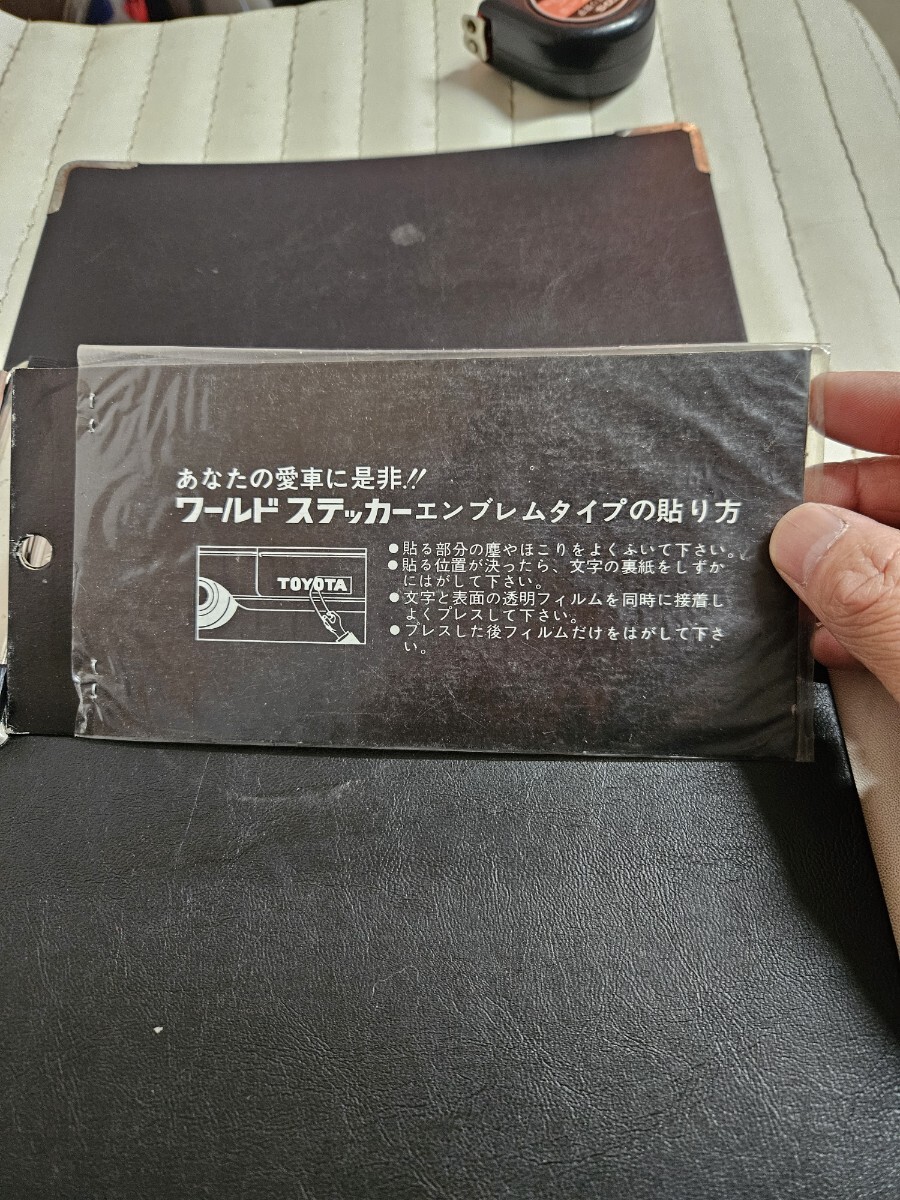 あなたの愛車に是非!!
ワールドステッカーエンブレムタイプの貼り方
TOYOTA
●貼る部分の塵やほこりをよくふいて下さい。
●貼る位置が決ったら、文字の裏紙をしずか
にはがして下さい。
●文字と表面の透明フィルムを同時に接着し
よくプレスして下さい。
●プレスした後フィルムだけをはがして下さ
い。